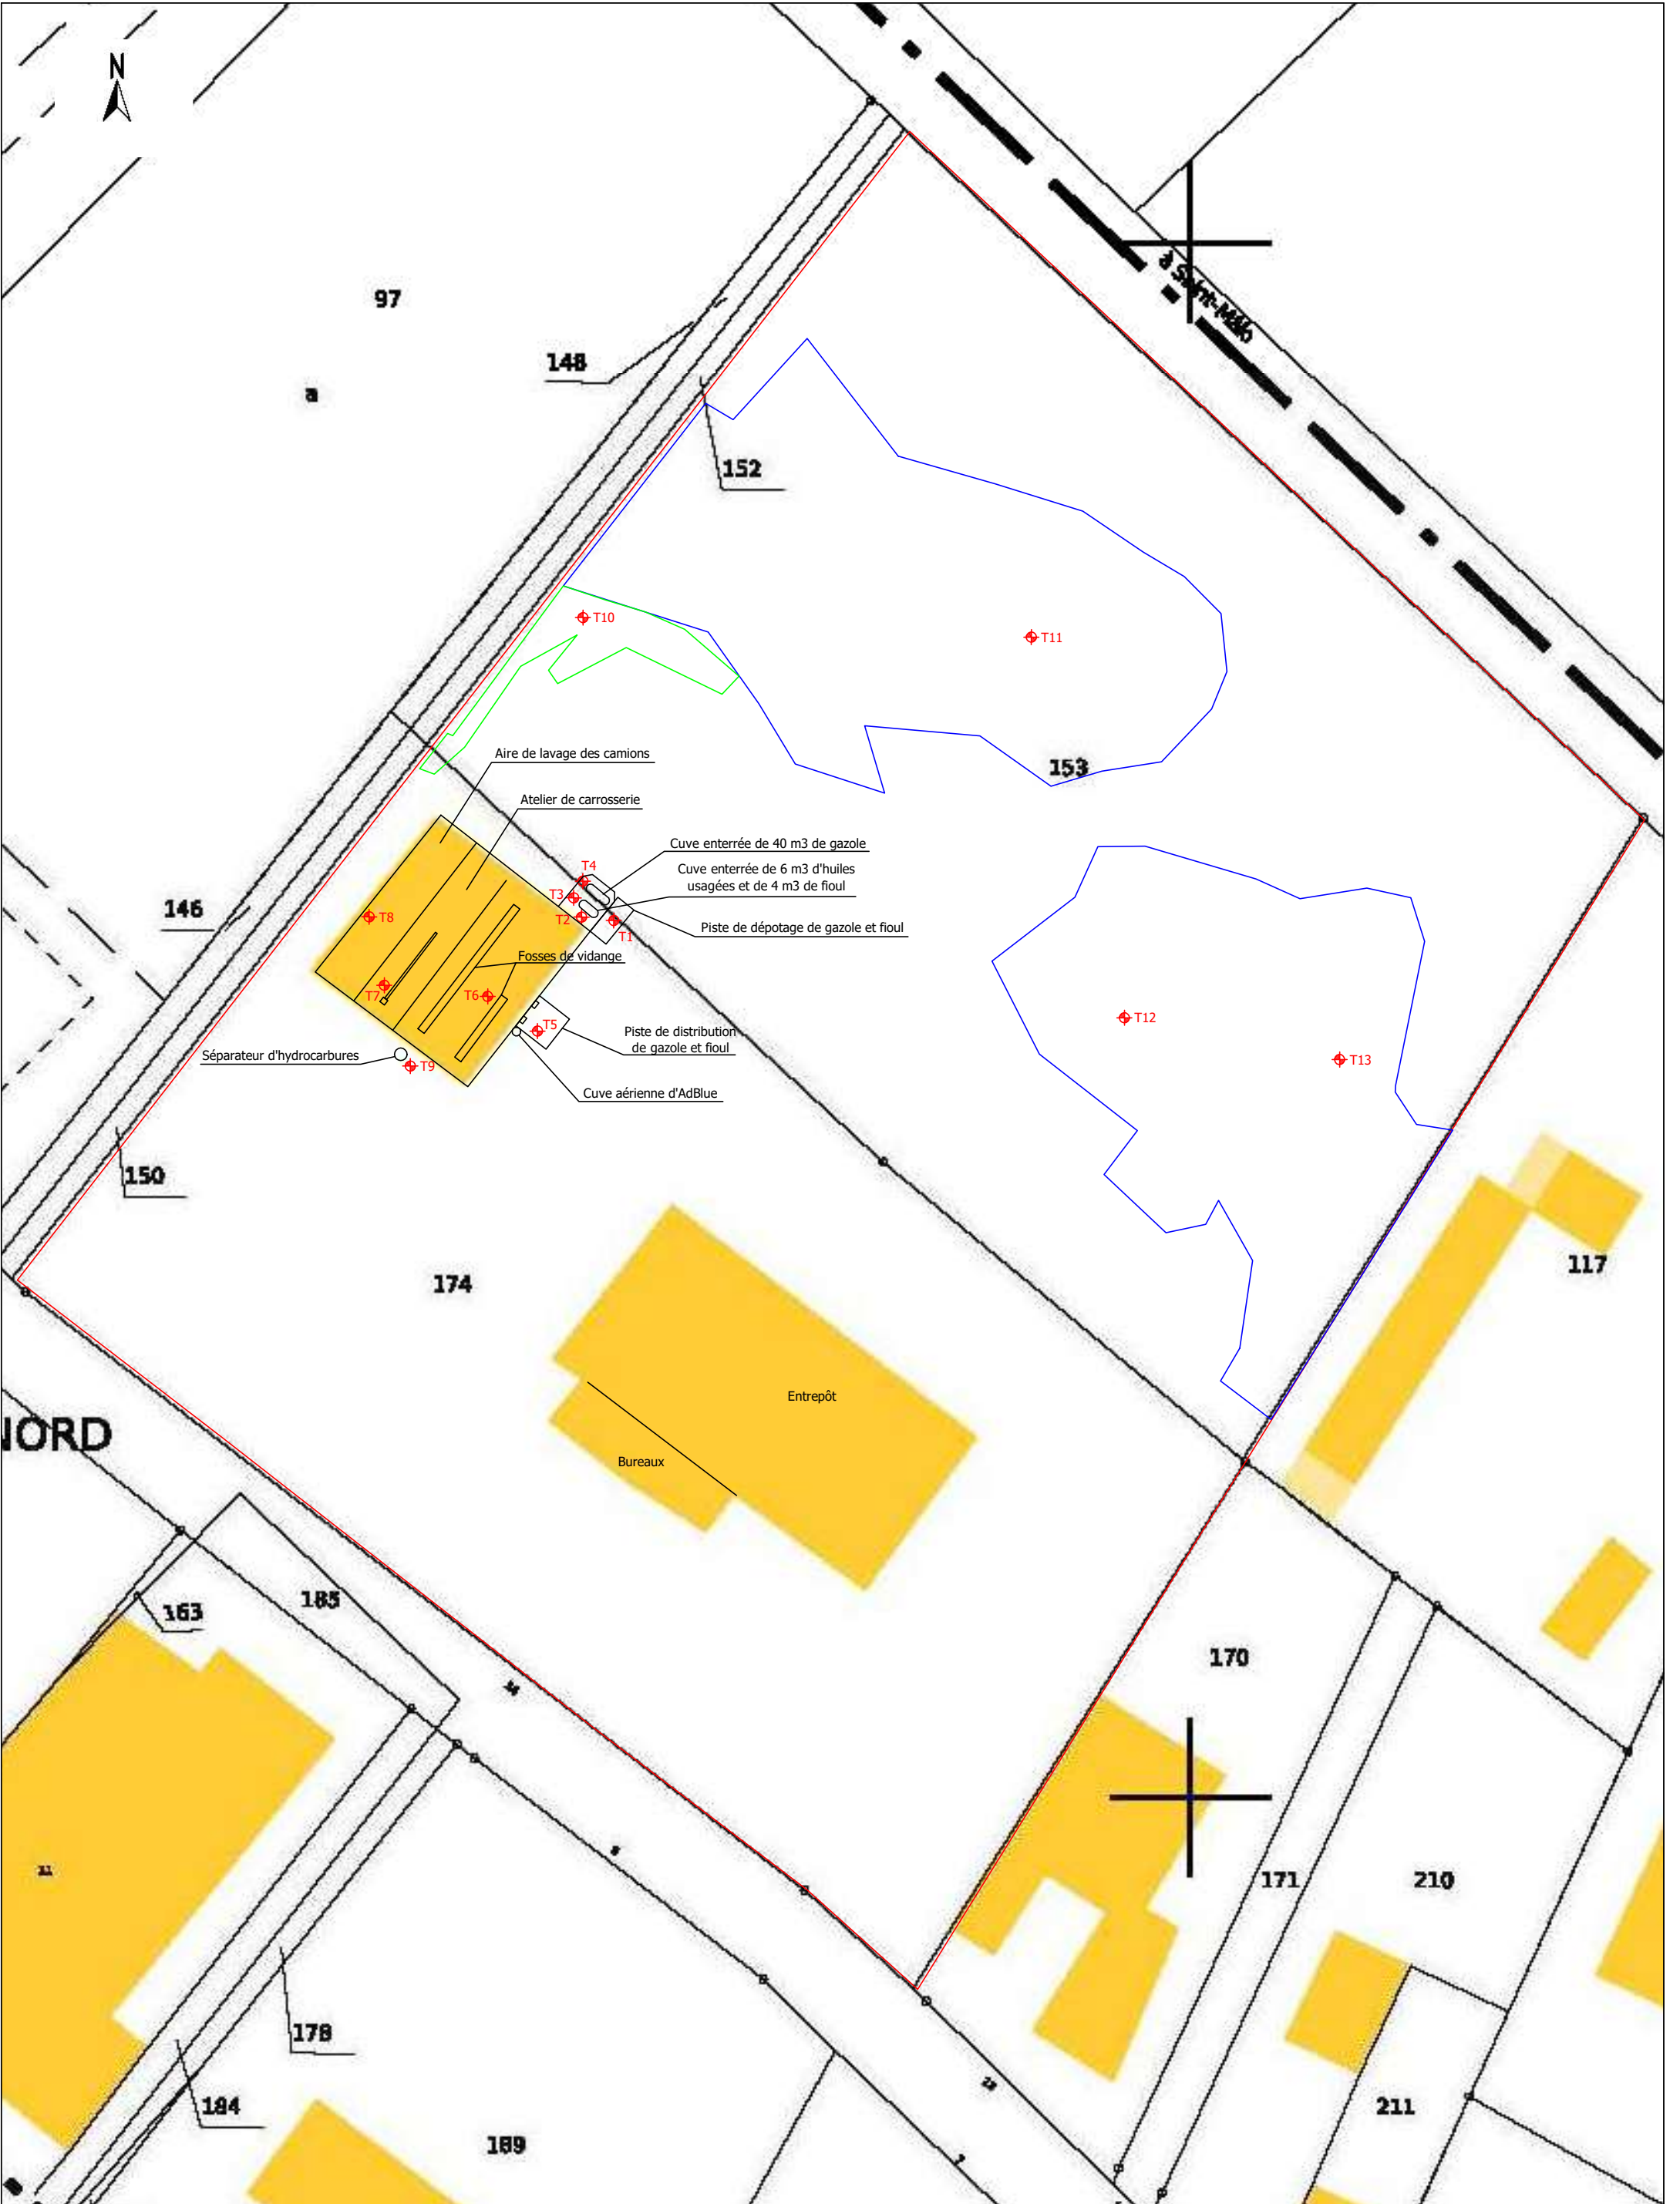 N
à Saint-Malo
97
148
a
152
T10
T11
Aire de lavage des camions
153
Atelier de carrosserie
Cuve enterrée de 40 m3 de gazole
T4
Cuve enterrée de 6 m3 d'huiles
usagées et de 4 m3 de fioul
T3
146
T8
T2
T1
Piste de dépotage de gazole et fioul
Fosses de vidange
T7
T6
T12
T5
Piste de distribution
de gazole et fioul
Séparateur d'hydrocarbures
T9
T13
Cuve aérienne d'AdBlue
150
117
174
Entrepôt
NORD
Bureaux
163
185
170
171
210
178
184
211
189